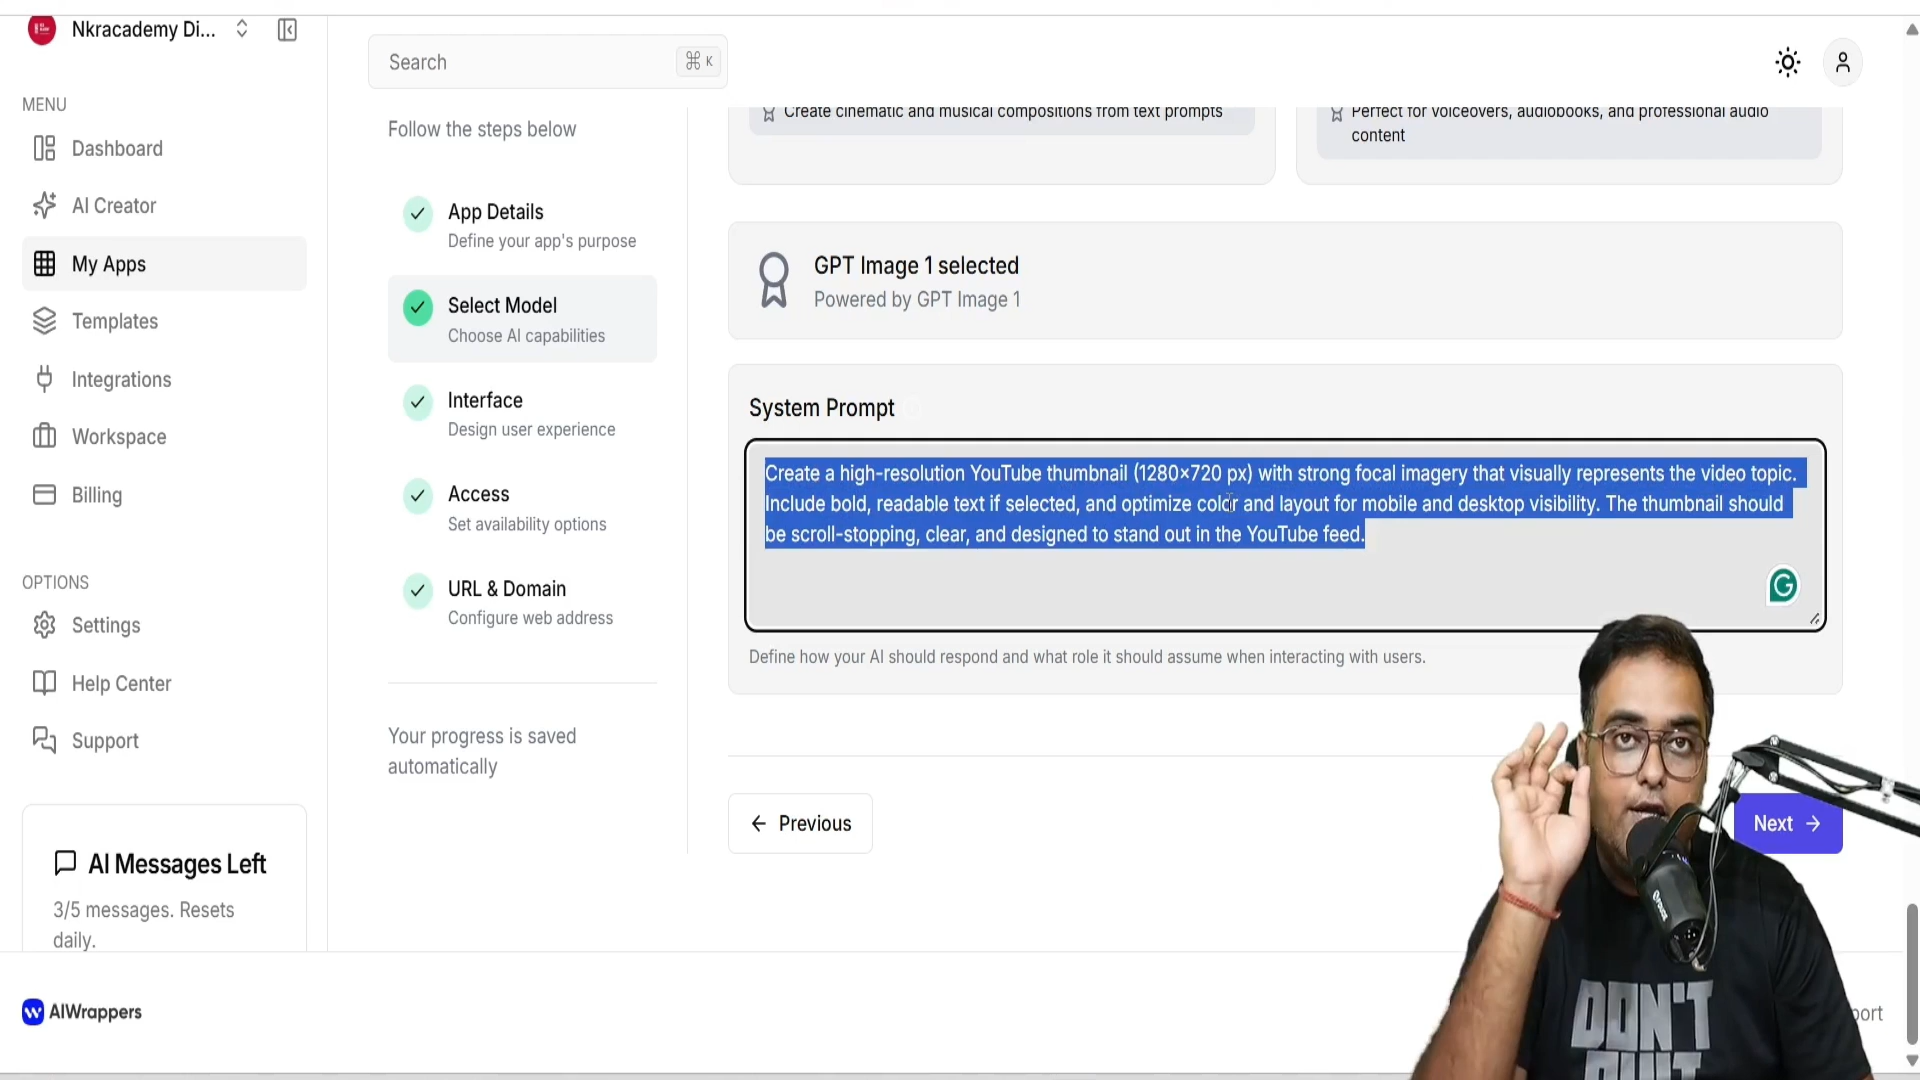 Nkracademy Di...
Search
⌘ K
MENU
Dashboard
AI Creator
My Apps
Templates
Integrations
Workspace
Billing
OPTIONS
Settings
Help Center
Support
AI Messages Left
3/5 messages. Resets
daily.
AIWrappers
Follow the steps below
App Details
Define your app's purpose
Select Model
Choose AI capabilities
Interface
Design user experience
Access
Set availability options
URL & Domain
Configure web address
Your progress is saved
automatically
Create cinematic and musical compositions from text prompts
Perfect for voiceovers, audiobooks, and professional audio
content
GPT Image 1 selected
Powered by GPT Image 1
System Prompt
Create a high-resolution YouTube thumbnail (1280×720 px) with strong focal imagery that visually represents the video topic.
Include bold, readable text if selected, and optimize color and layout for mobile and desktop visibility. The thumbnail should
be scroll-stopping, clear, and designed to stand out in the YouTube feed.
Define how your AI should respond and what role it should assume when interacting with users.
← Previous
Next →
DON'T
QUIT